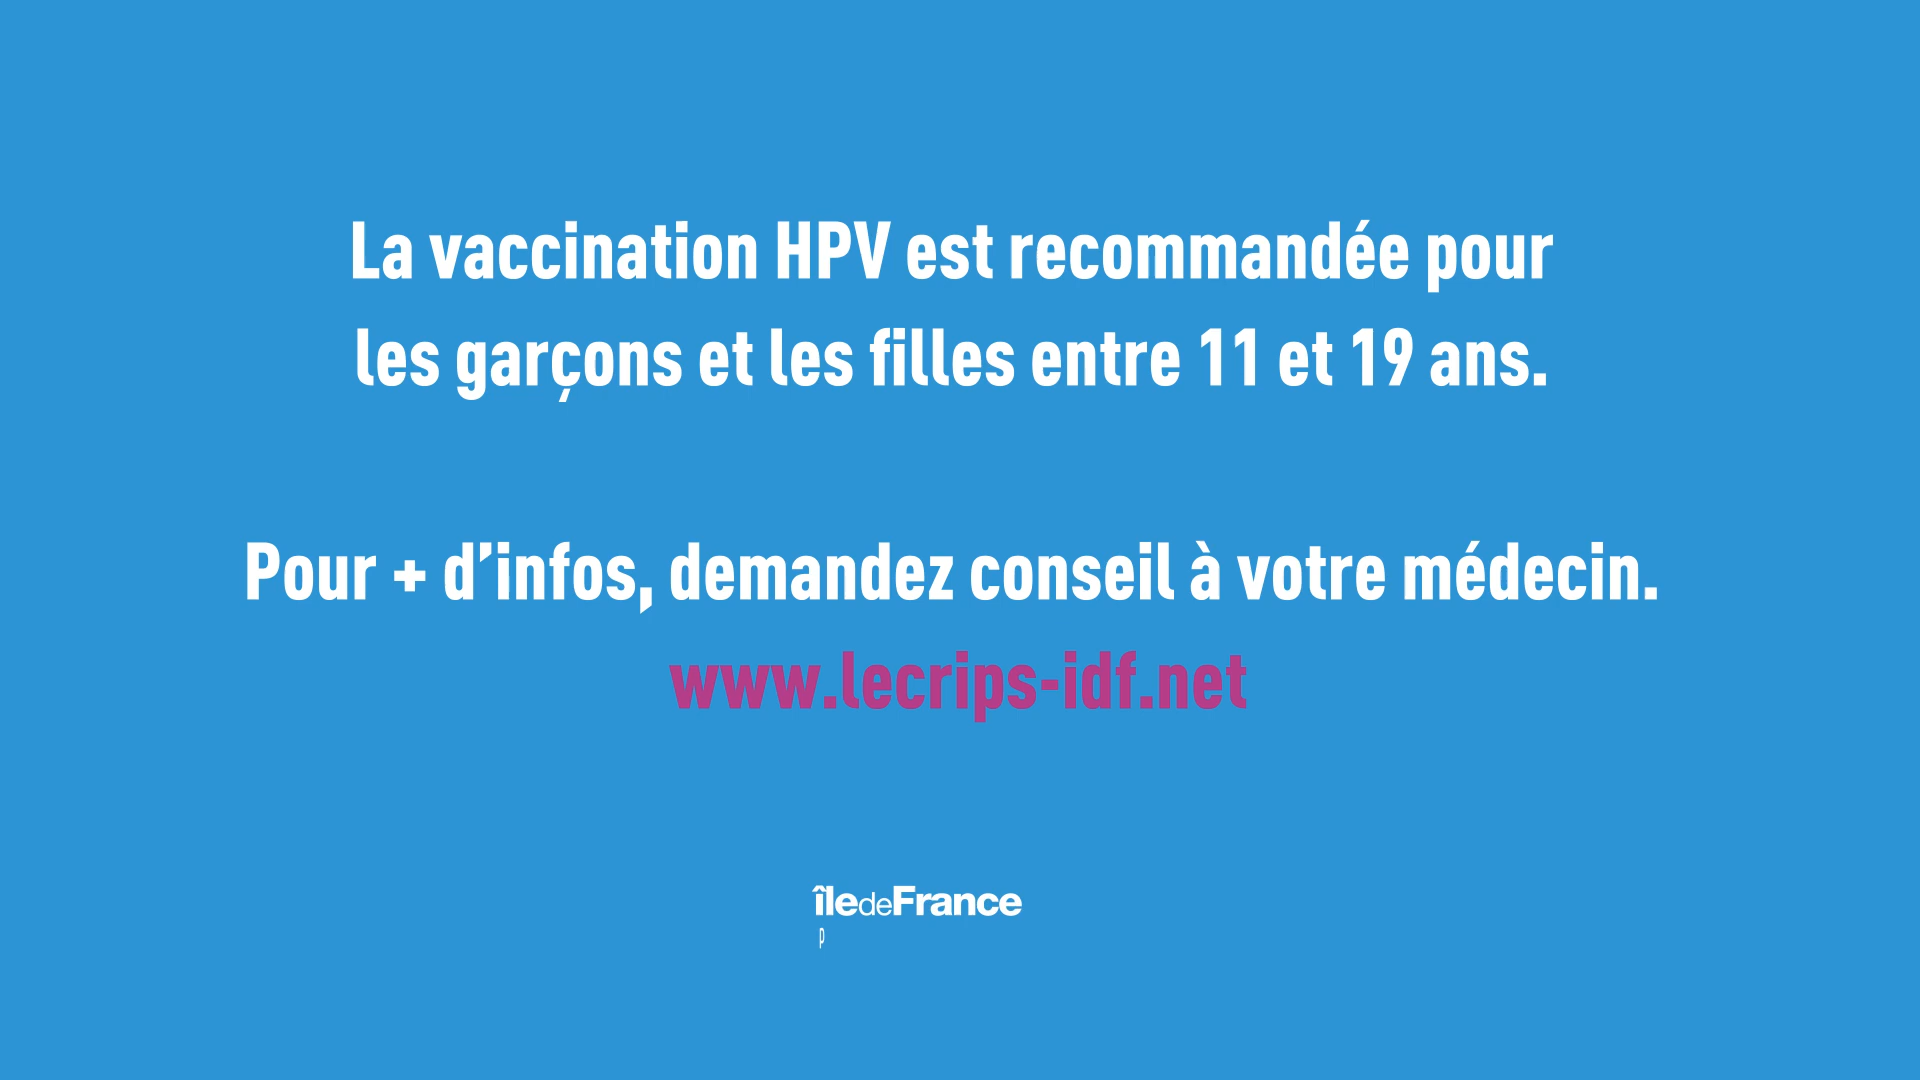 La vaccination HPV est recommandée pour
les garçons et les filles entre 11 et 19 ans.
Pour + d’infos, demandez conseil à votre médecin.
www.lecrips-idf.net
îledeFrance
P